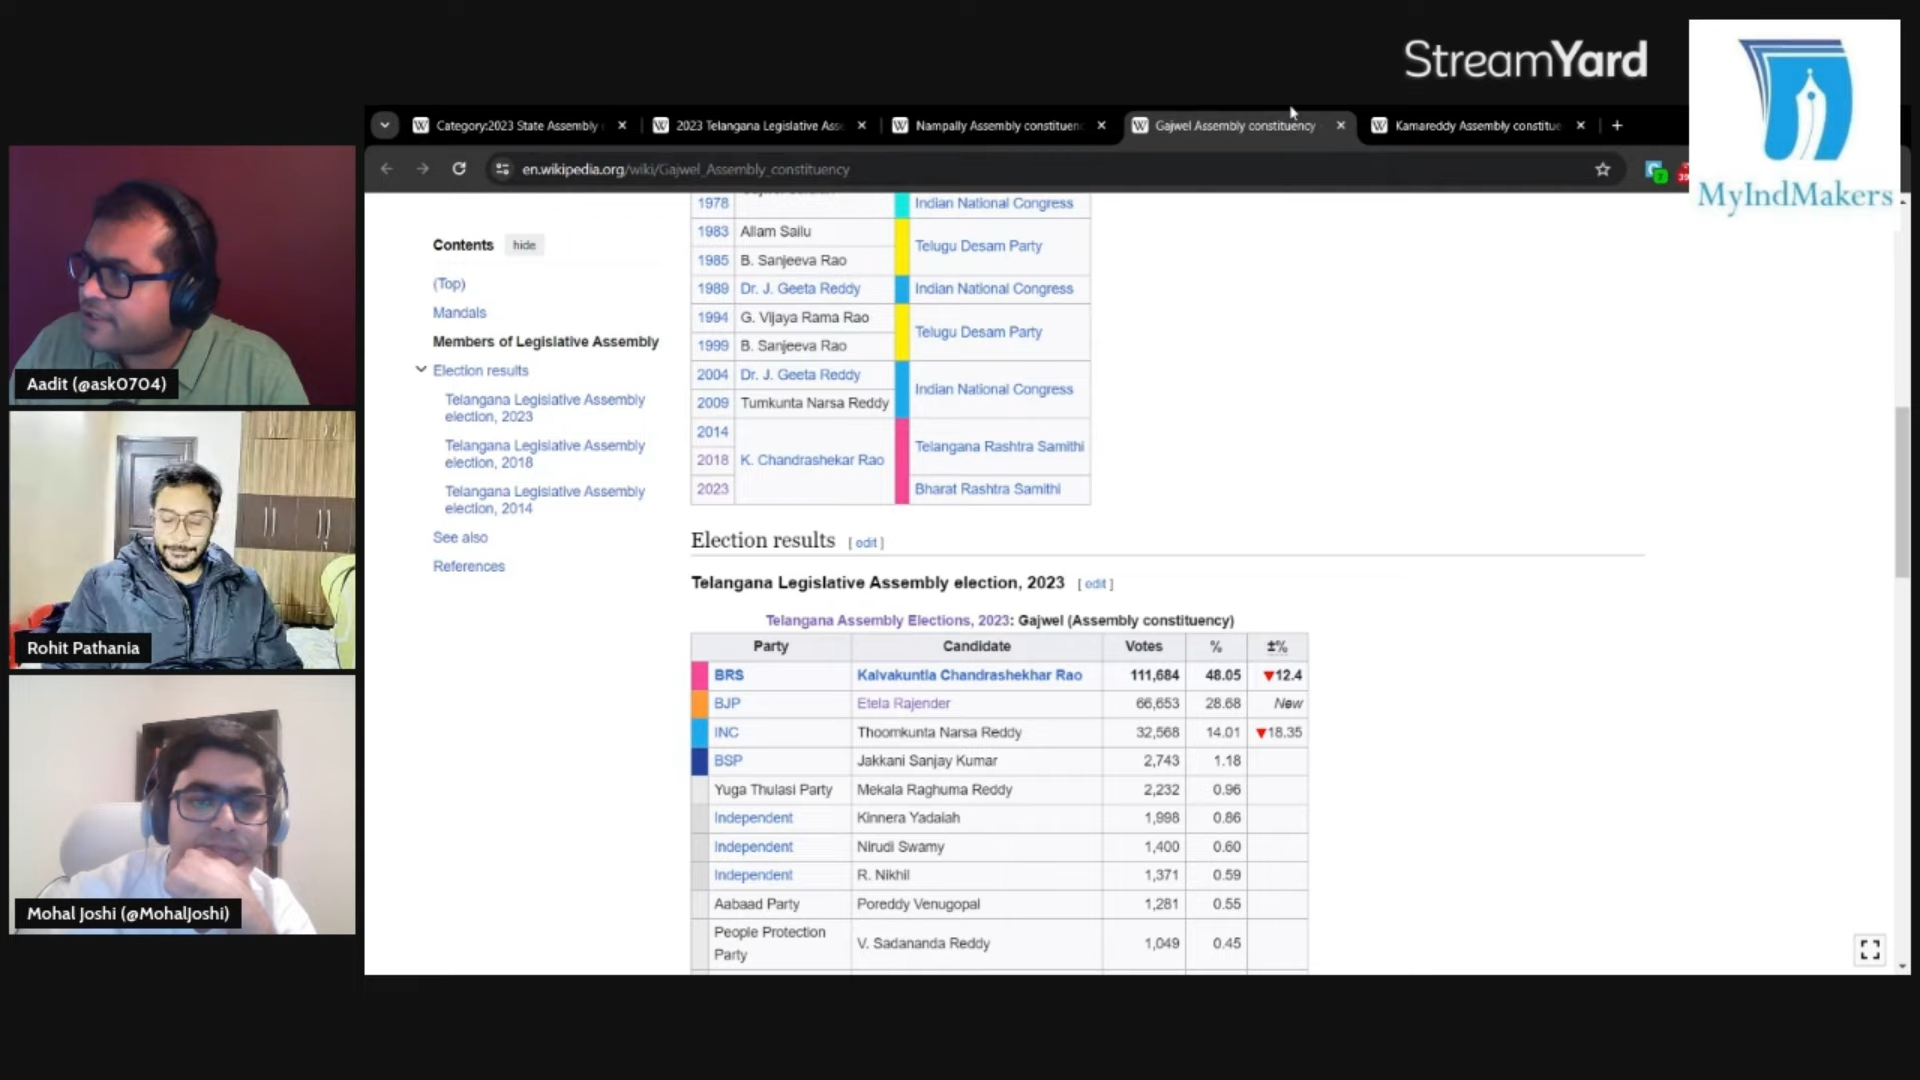 StreamYard
MyIndMakers
Category:2023 State Assembly
2023 Telangana Legislative Ass
Nampally Assembly constituen
Gajwel Assembly constituency
Kamareddy Assembly constitue
en.wikipedia.org/wiki/Gajwel_Assembly_constituency
39
Contents hide
(Top)
Mandals
Members of Legislative Assembly
Election results
Telangana Legislative Assembly
election, 2023
Telangana Legislative Assembly
election, 2018
Telangana Legislative Assembly
election, 2014
See also
References
1978 Indian National Congress
1983 Allam Sailu Telugu Desam Party
1985 B. Sanjeeva Rao
1989 Dr. J. Geeta Reddy Indian National Congress
1994 G. Vijaya Rama Rao Telugu Desam Party
1999 B. Sanjeeva Rao
2004 Dr. J. Geeta Reddy Indian National Congress
2009 Tumkunta Narsa Reddy
2014 Telangana Rashtra Samithi
2018 K. Chandrashekar Rao
2023 Bharat Rashtra Samithi
Election results [ edit ]
Telangana Legislative Assembly election, 2023 [ edit ]
Telangana Assembly Elections, 2023: Gajwel (Assembly constituency)
Party Candidate Votes % ±%
BRS Kalvakuntla Chandrashekhar Rao 111,684 48.05 ▼12.4
BJP Etela Rajender 66,653 28.68 New
INC Thoomkunta Narsa Reddy 32,568 14.01 ▼18.35
BSP Jakkani Sanjay Kumar 2,743 1.18
Yuga Thulasi Party Mekala Raghuma Reddy 2,232 0.96
Independent Kinnera Yadaiah 1,998 0.86
Independent Nirudi Swamy 1,400 0.60
Independent R. Nikhil 1,371 0.59
Aabaad Party Poreddy Venugopal 1,281 0.55
People Protection
Party V. Sadananda Reddy 1,049 0.45
Aadit (@ask0704)
Rohit Pathania
Mohal Joshi (@MohalJoshi)